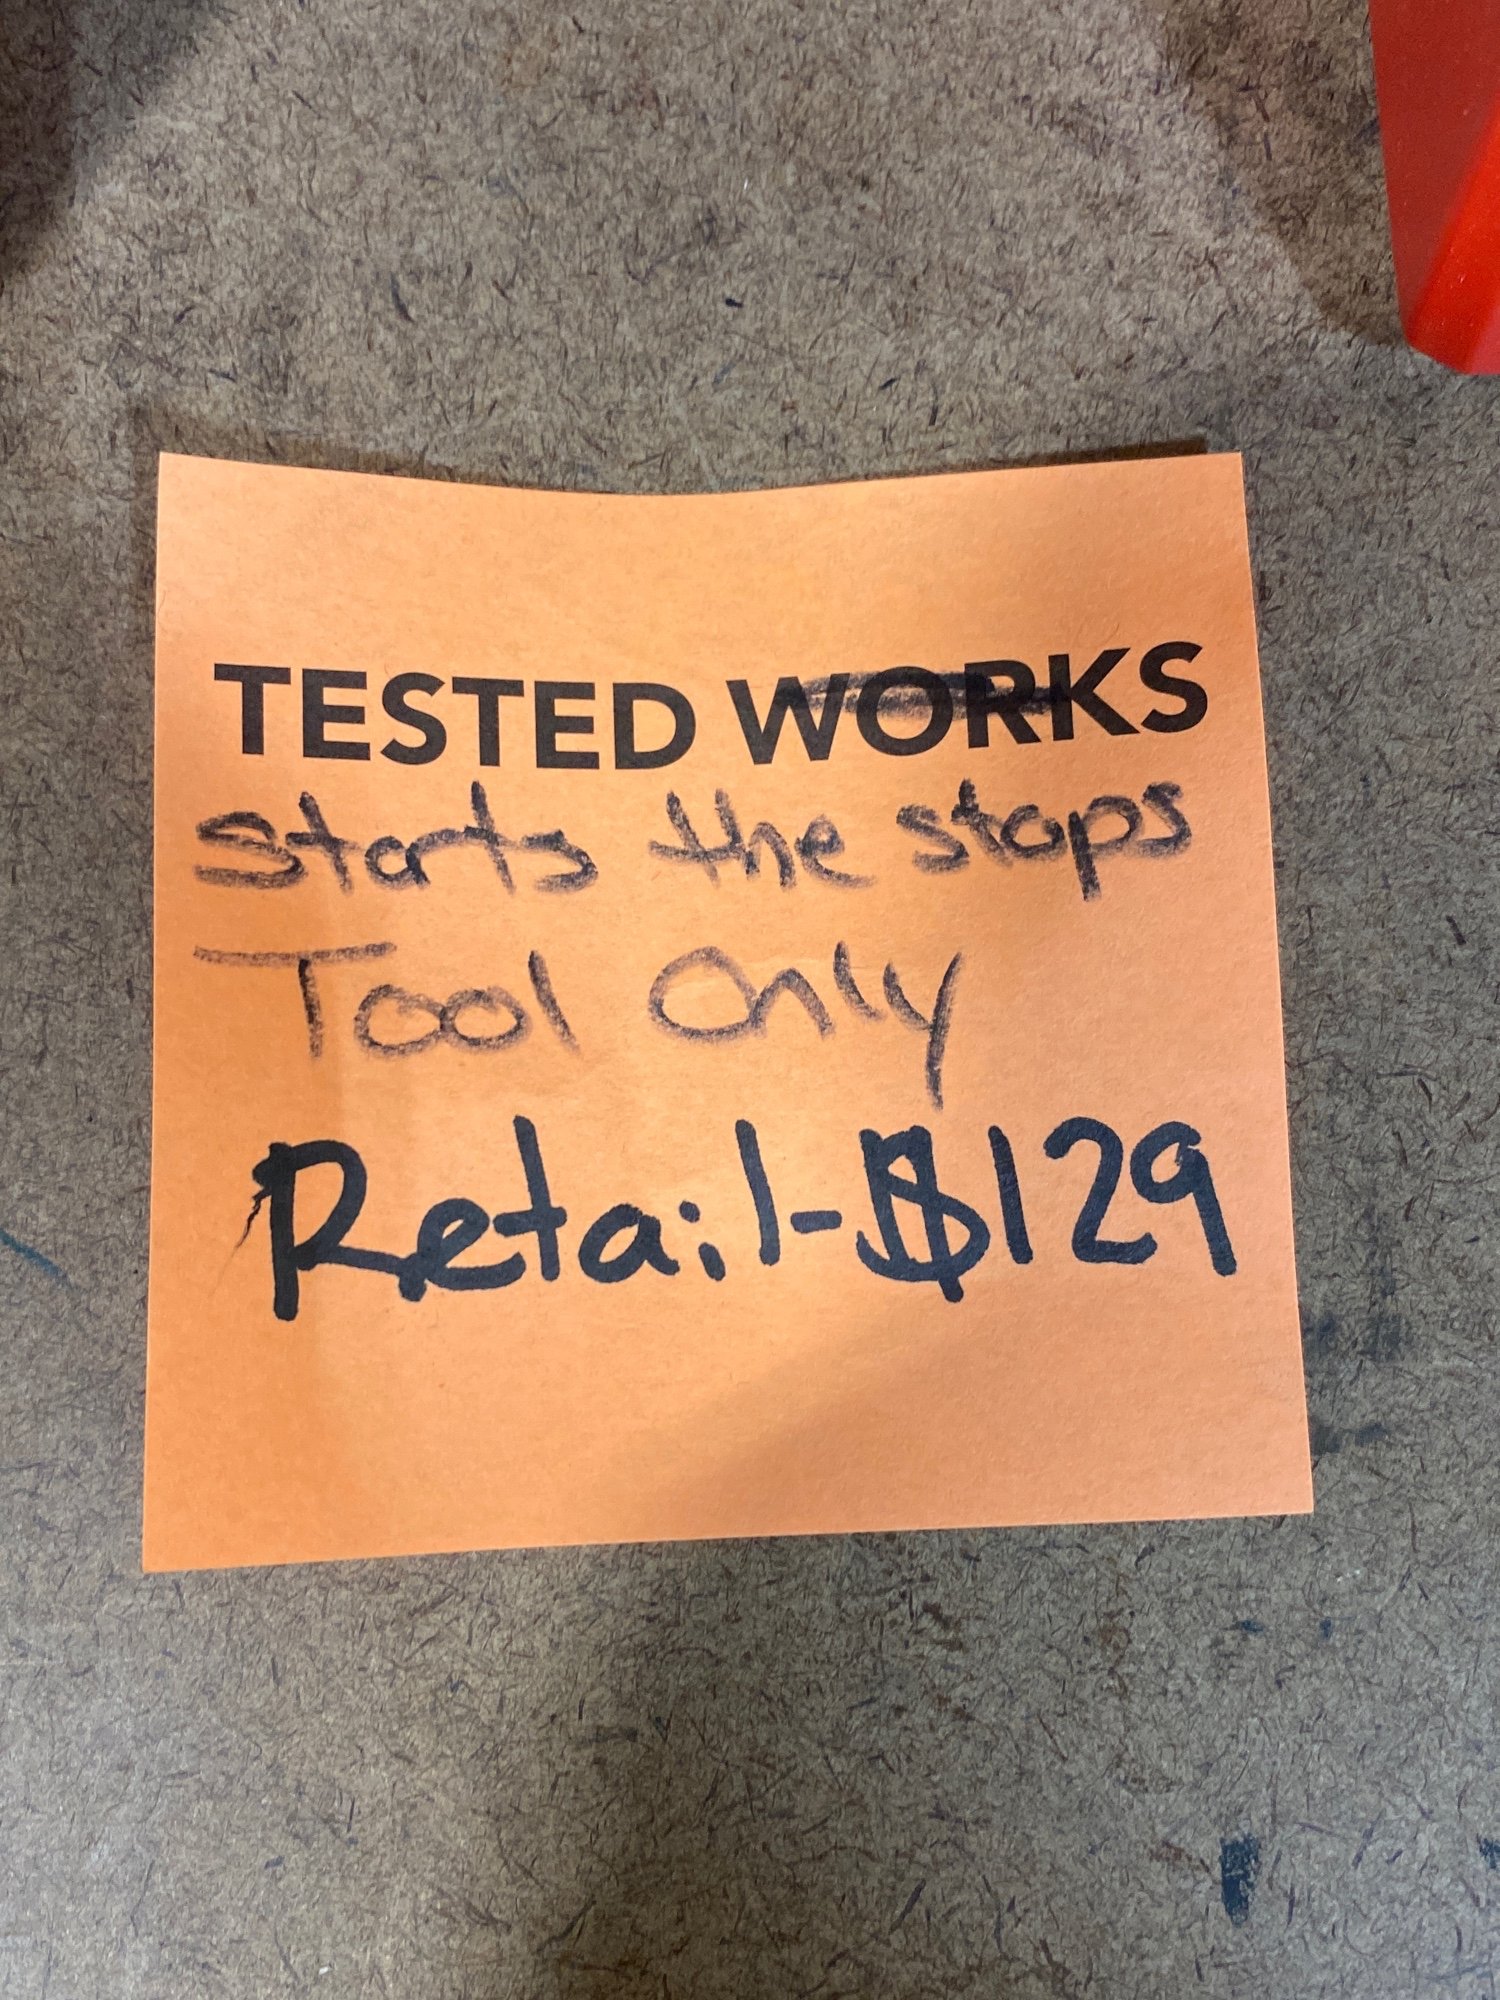 TESTED WORKS
starts the stops
Tool Only
Retail-$129